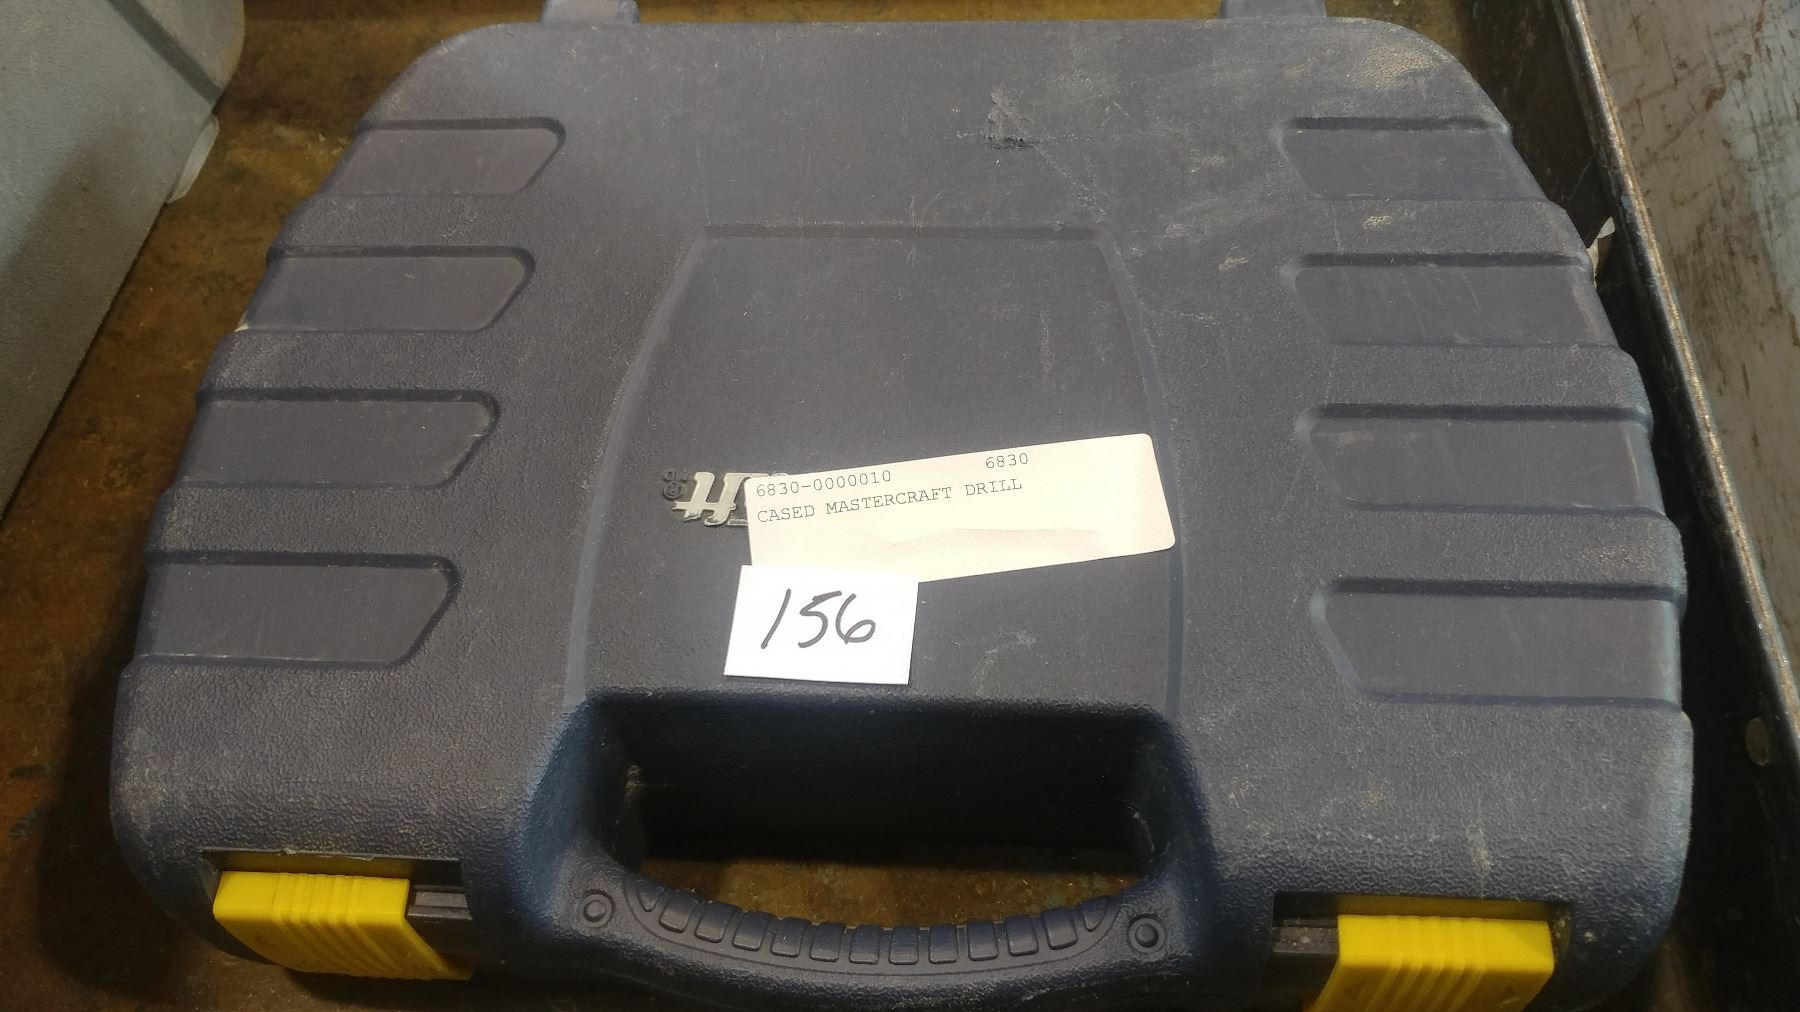 6830-0000010 6830
CASED MASTERCRAFT DRILL
156